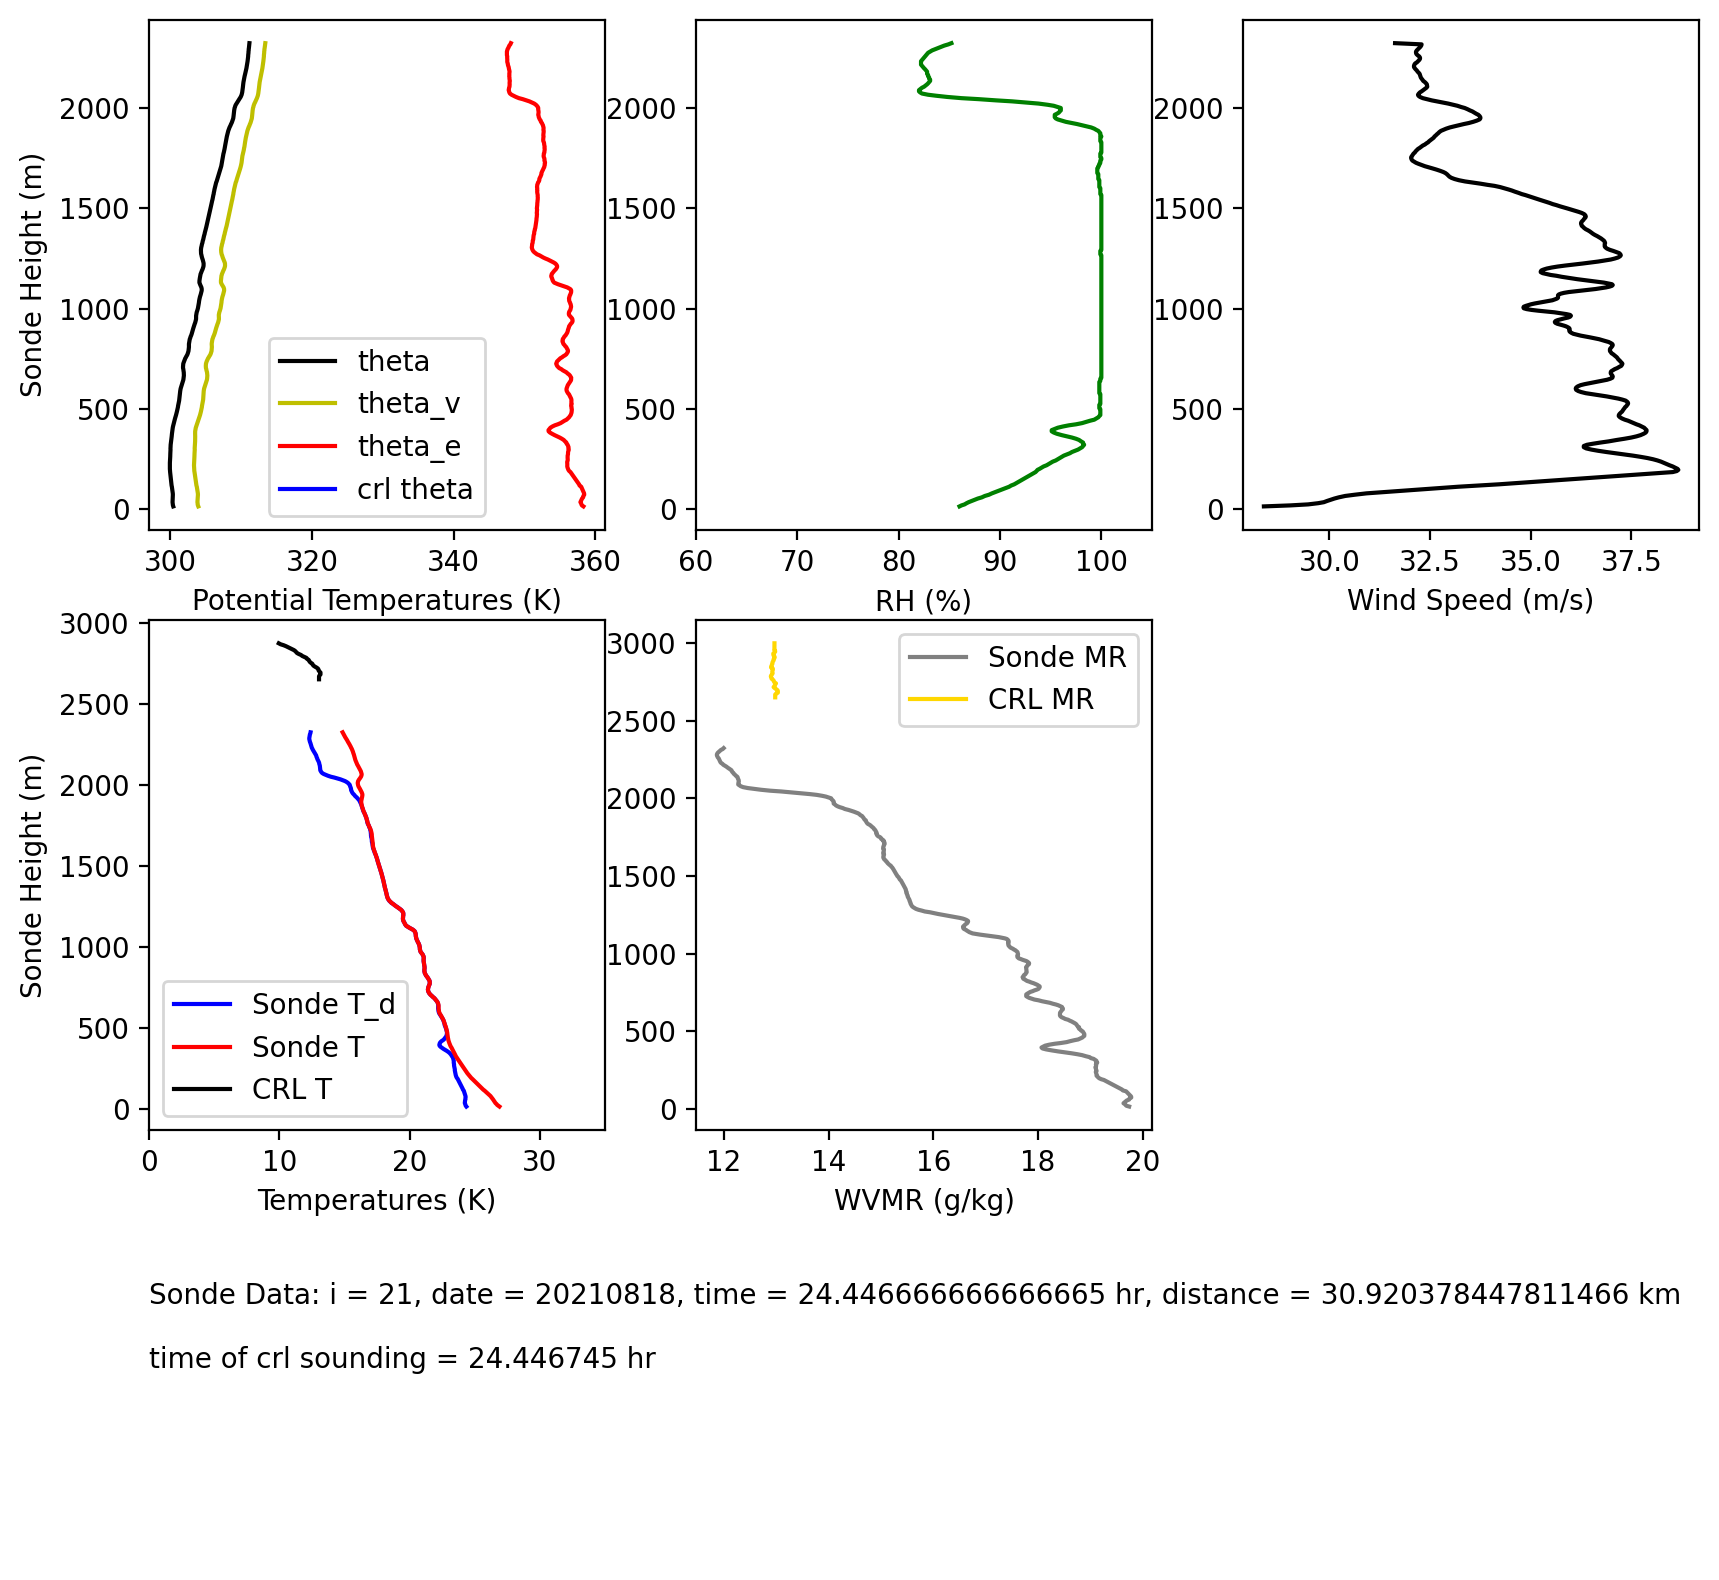 Sonde Height (m)
2000
1500
1000
500
0
theta
theta_v
theta_e
crl theta
300
320
340
360
Potential Temperatures (K)
2000
1500
1000
500
0
60
70
80
90
100
RH (%)
2000
1500
1000
500
0
30.0
32.5
35.0
37.5
Wind Speed (m/s)
Sonde Height (m)
3000
2500
2000
1500
1000
500
0
Sonde T_d
Sonde T
CRL T
0
10
20
30
Temperatures (K)
3000
2500
2000
1500
1000
500
0
Sonde MR
CRL MR
12
14
16
18
20
WVMR (g/kg)
Sonde Data: i = 21, date = 20210818, time = 24.446666666666665 hr, distance = 30.920378447811466 km
time of crl sounding = 24.446745 hr